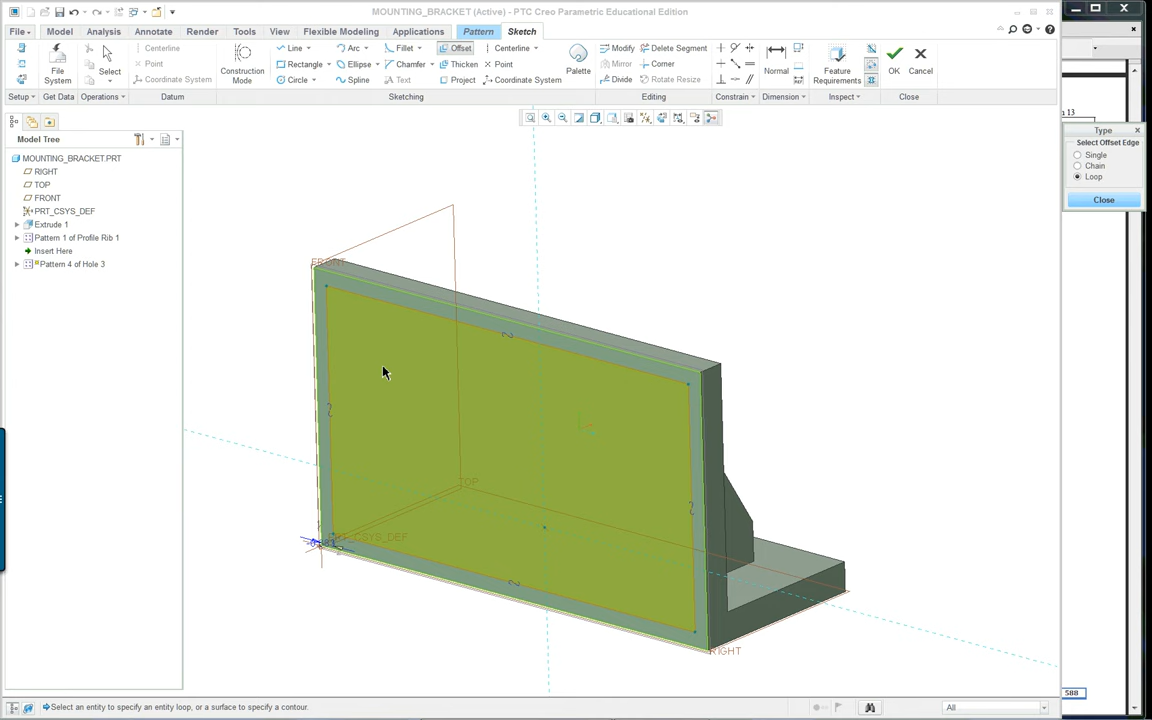 MOUNTING_BRACKET (Active) - PTC Creo Parametric Educational Edition
File Model Analysis Annotate Render Tools View Flexible Modeling Applications Pattern Sketch
File System
Select
Centerline
Point
Coordinate System
Construction Mode
Line Arc Fillet Offset Centerline
Rectangle Ellipse Chamfer Thicken Point
Circle Spline Text Project Coordinate System
Palette
Modify Delete Segment
Mirror Corner
Divide Rotate Resize
Normal
Feature Requirements
OK Cancel
Setup Get Data Operations Datum Sketching Editing Constrain Dimension Inspect Close
13
Type
Select Offset Edge
Single
Chain
Loop
Close
Model Tree
MOUNTING_BRACKET.PRT
RIGHT
TOP
FRONT
PRT_CSYS_DEF
Extrude 1
Pattern 1 of Profile Rib 1
Insert Here
Pattern 4 of Hole 3
FRONT
TOP
PRT_CSYS_DEF
RIGHT
588
Select an entity to specify an entity loop, or a surface to specify a contour.
All